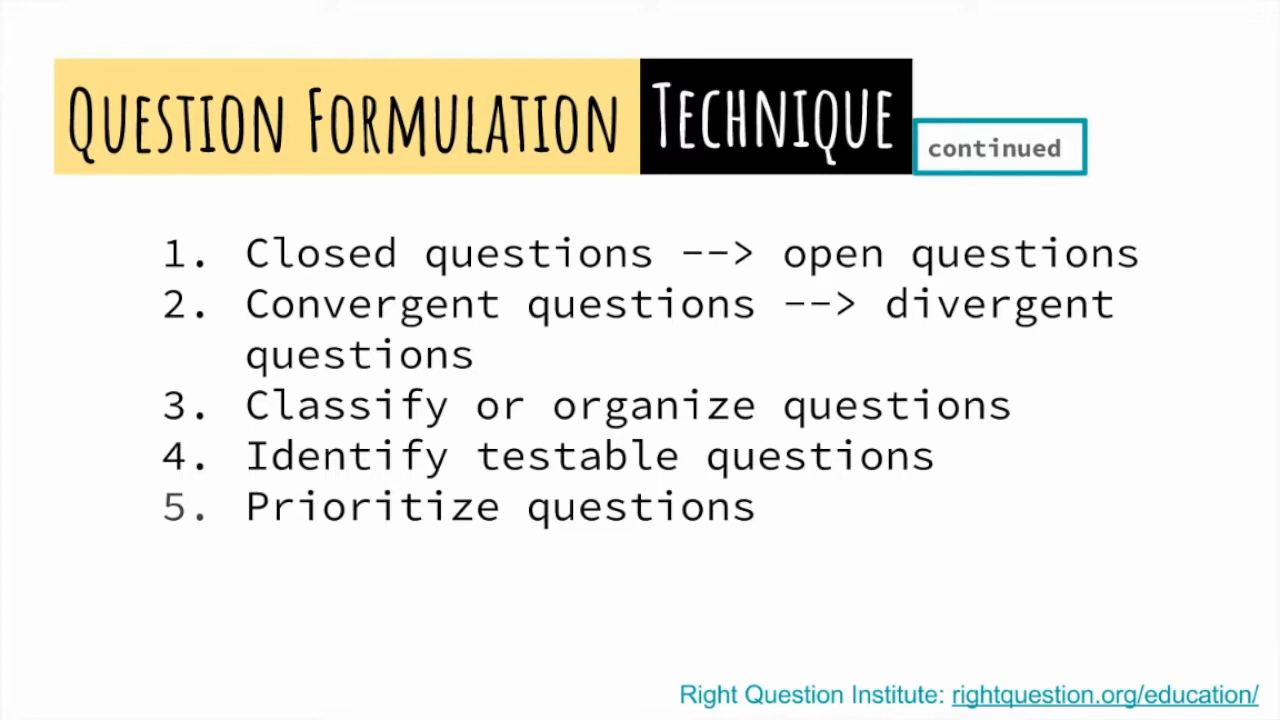 Question Formulation Technique continued
1. Closed questions --> open questions
2. Convergent questions --> divergent
questions
3. Classify or organize questions
4. Identify testable questions
5. Prioritize questions
Right Question Institute: rightquestion.org/education/